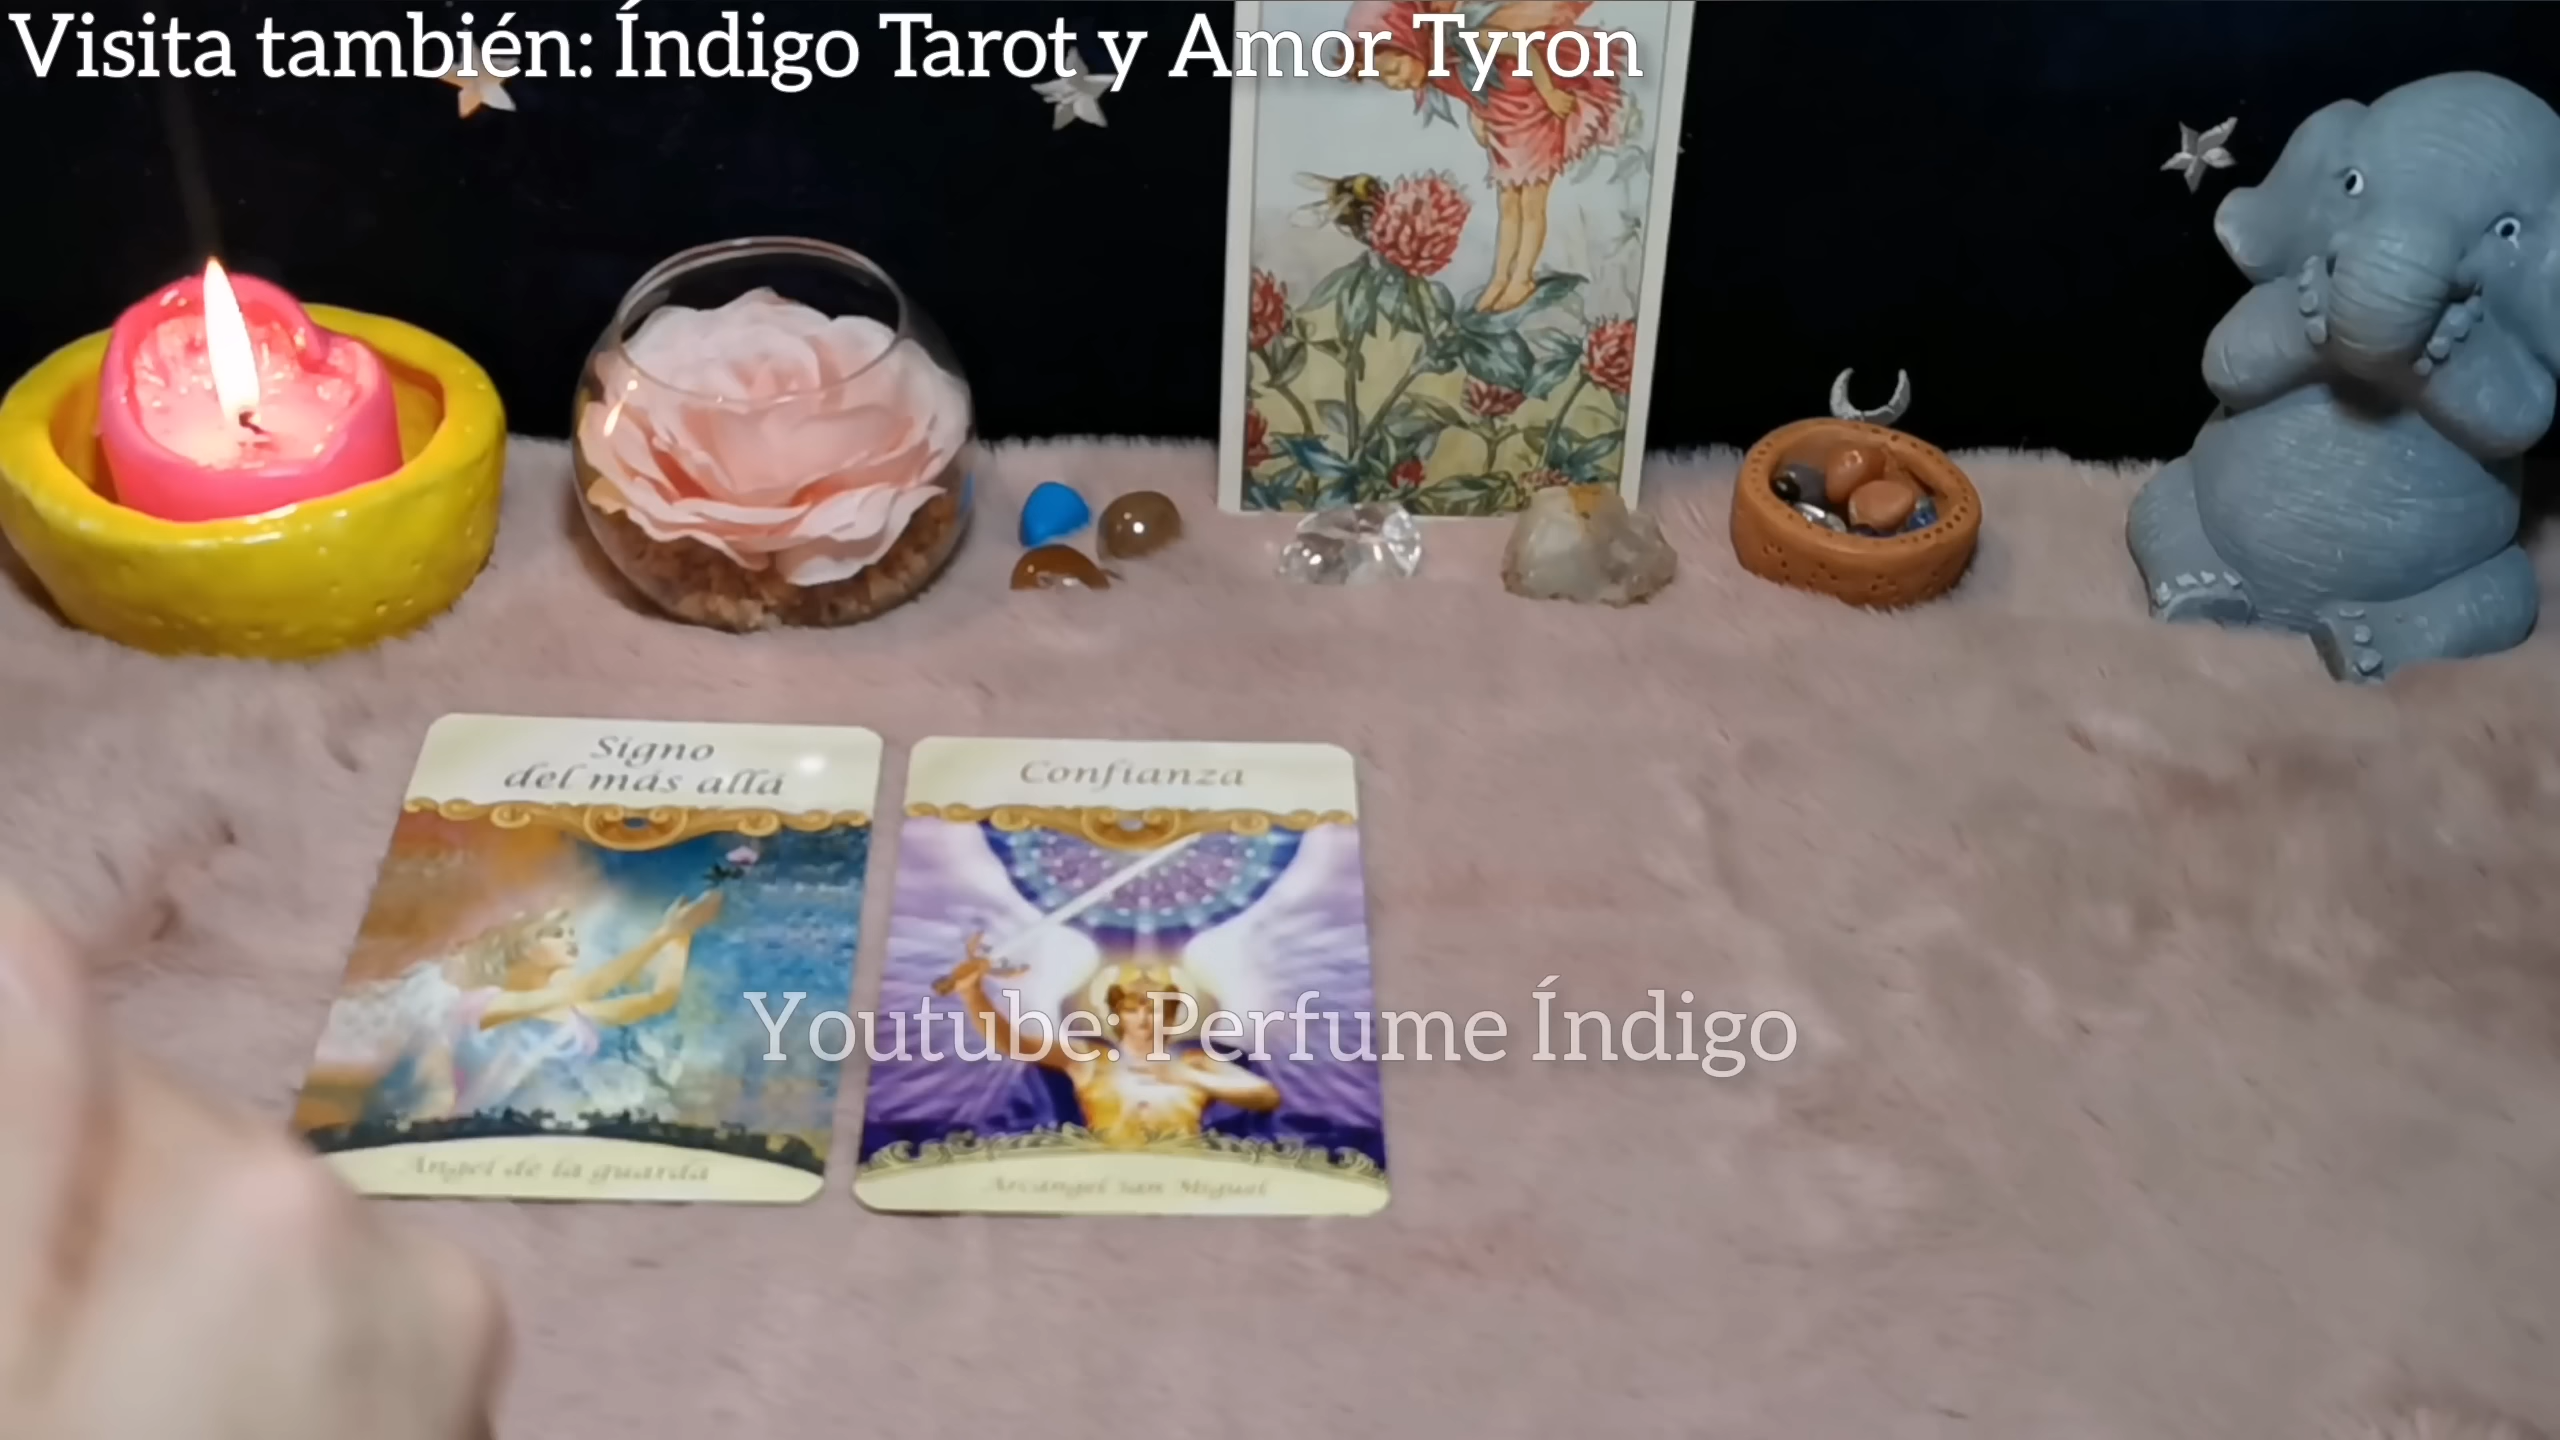 Visita también: Índigo Tarot y Amor Tyron
Signo
del más allá
Confianza
Youtube: Perfume Índigo
Ángel de la guarda
Arcángel San Miguel